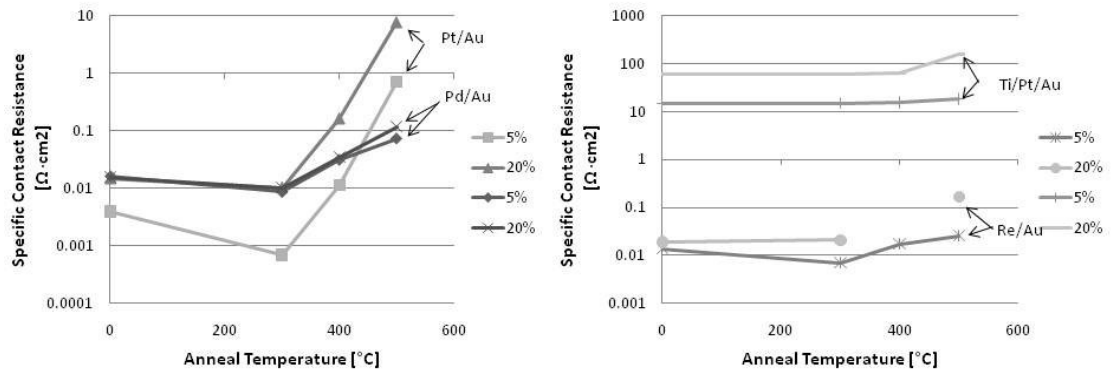 Specific Contact Resistance
[Ω·cm2]
10
1
0.1
0.01
0.001
0.0001
0
200
400
600
Anneal Temperature [°C]
Pt/Au
Pd/Au
5%
20%
5%
20%
Specific Contact Resistance
[Ω·cm2]
1000
100
10
1
0.1
0.01
0.001
0
200
400
600
Anneal Temperature [°C]
Ti/Pt/Au
Re/Au
5%
20%
5%
20%